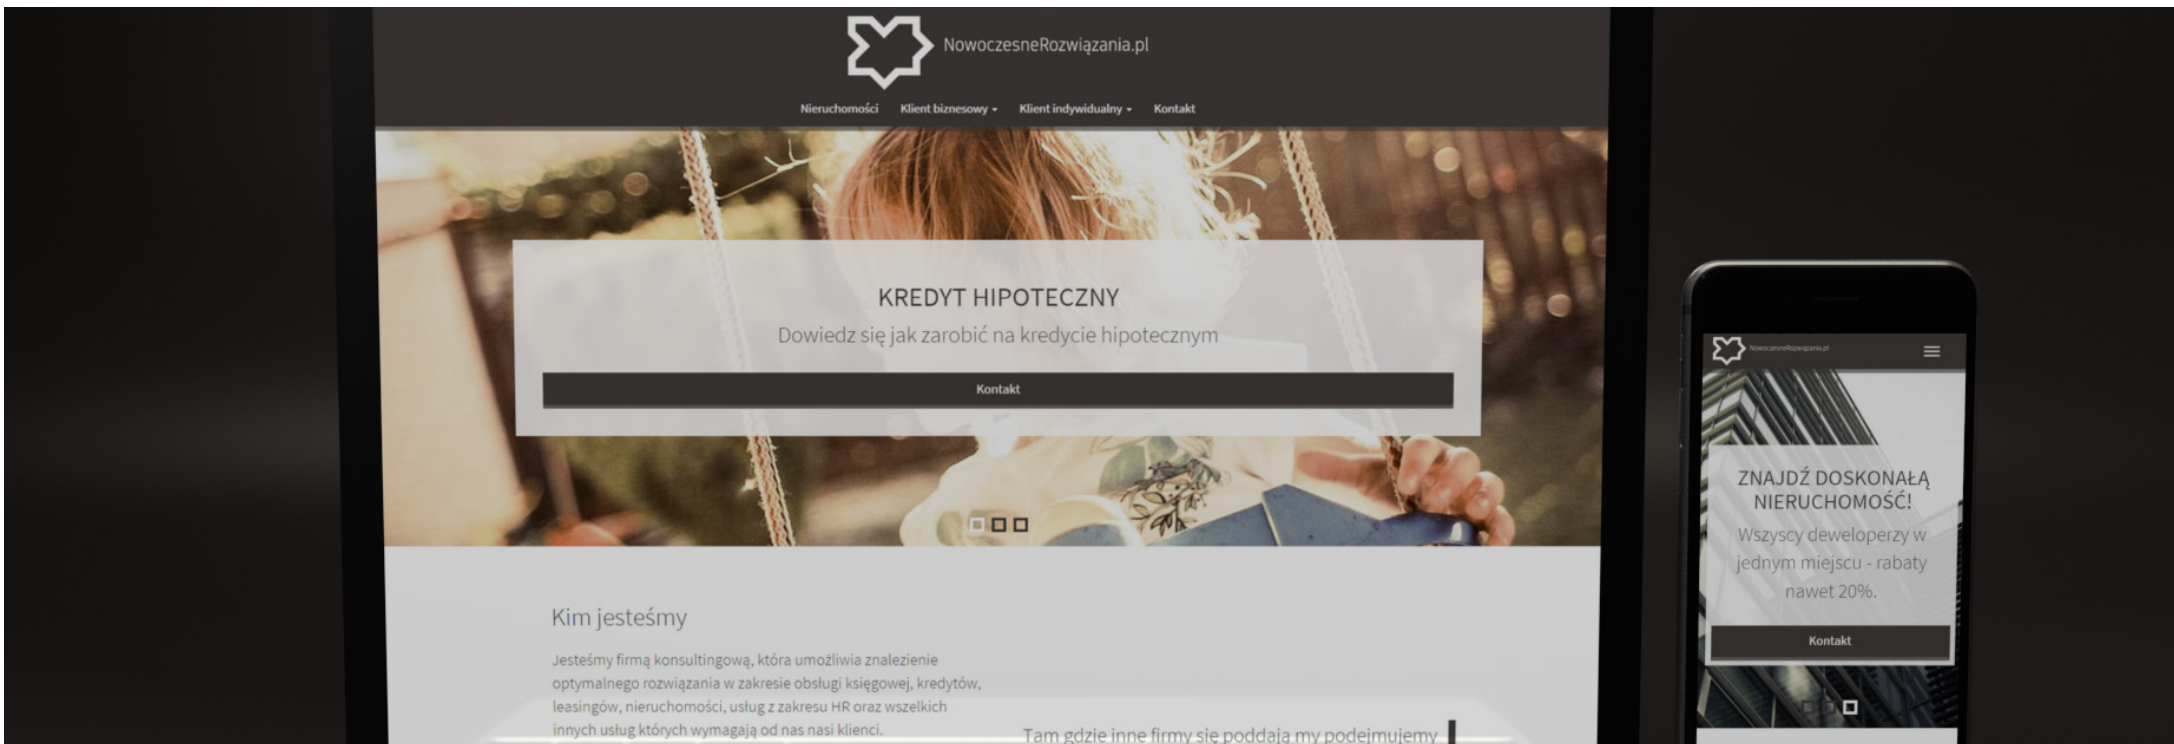 NowoczesneRozwiązania.pl
Nieruchomości Klient biznesowy Klient indywidualny Kontakt
KREDYT HIPOTECZNY
Dowiedz się jak zarobić na kredycie hipotecznym
Kontakt
Kim jesteśmy
Jesteśmy firmą konsultingową, która umożliwia znalezienie
optymalnego rozwiązania w zakresie obsługi księgowej, kredytów,
leasingów, nieruchomości, usług z zakresu HR oraz wszelkich
innych usług których wymagają od nas nasi klienci.
Tam gdzie inne firmy się poddają my podejmujemy
NowoczesneRozwiązania.pl
ZNAJDŹ DOSKONAŁĄ
NIERUCHOMOŚĆ!
Wszyscy deweloperzy w
jednym miejscu - rabaty
nawet 20%.
Kontakt